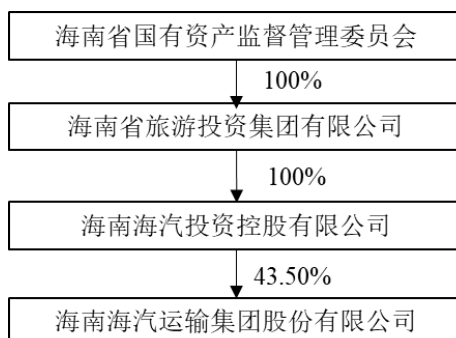 海南省国有资产监督管理委员会
100%
海南省旅游投资集团有限公司
100%
海南海汽投资控股有限公司
43.50%
海南海汽运输集团股份有限公司